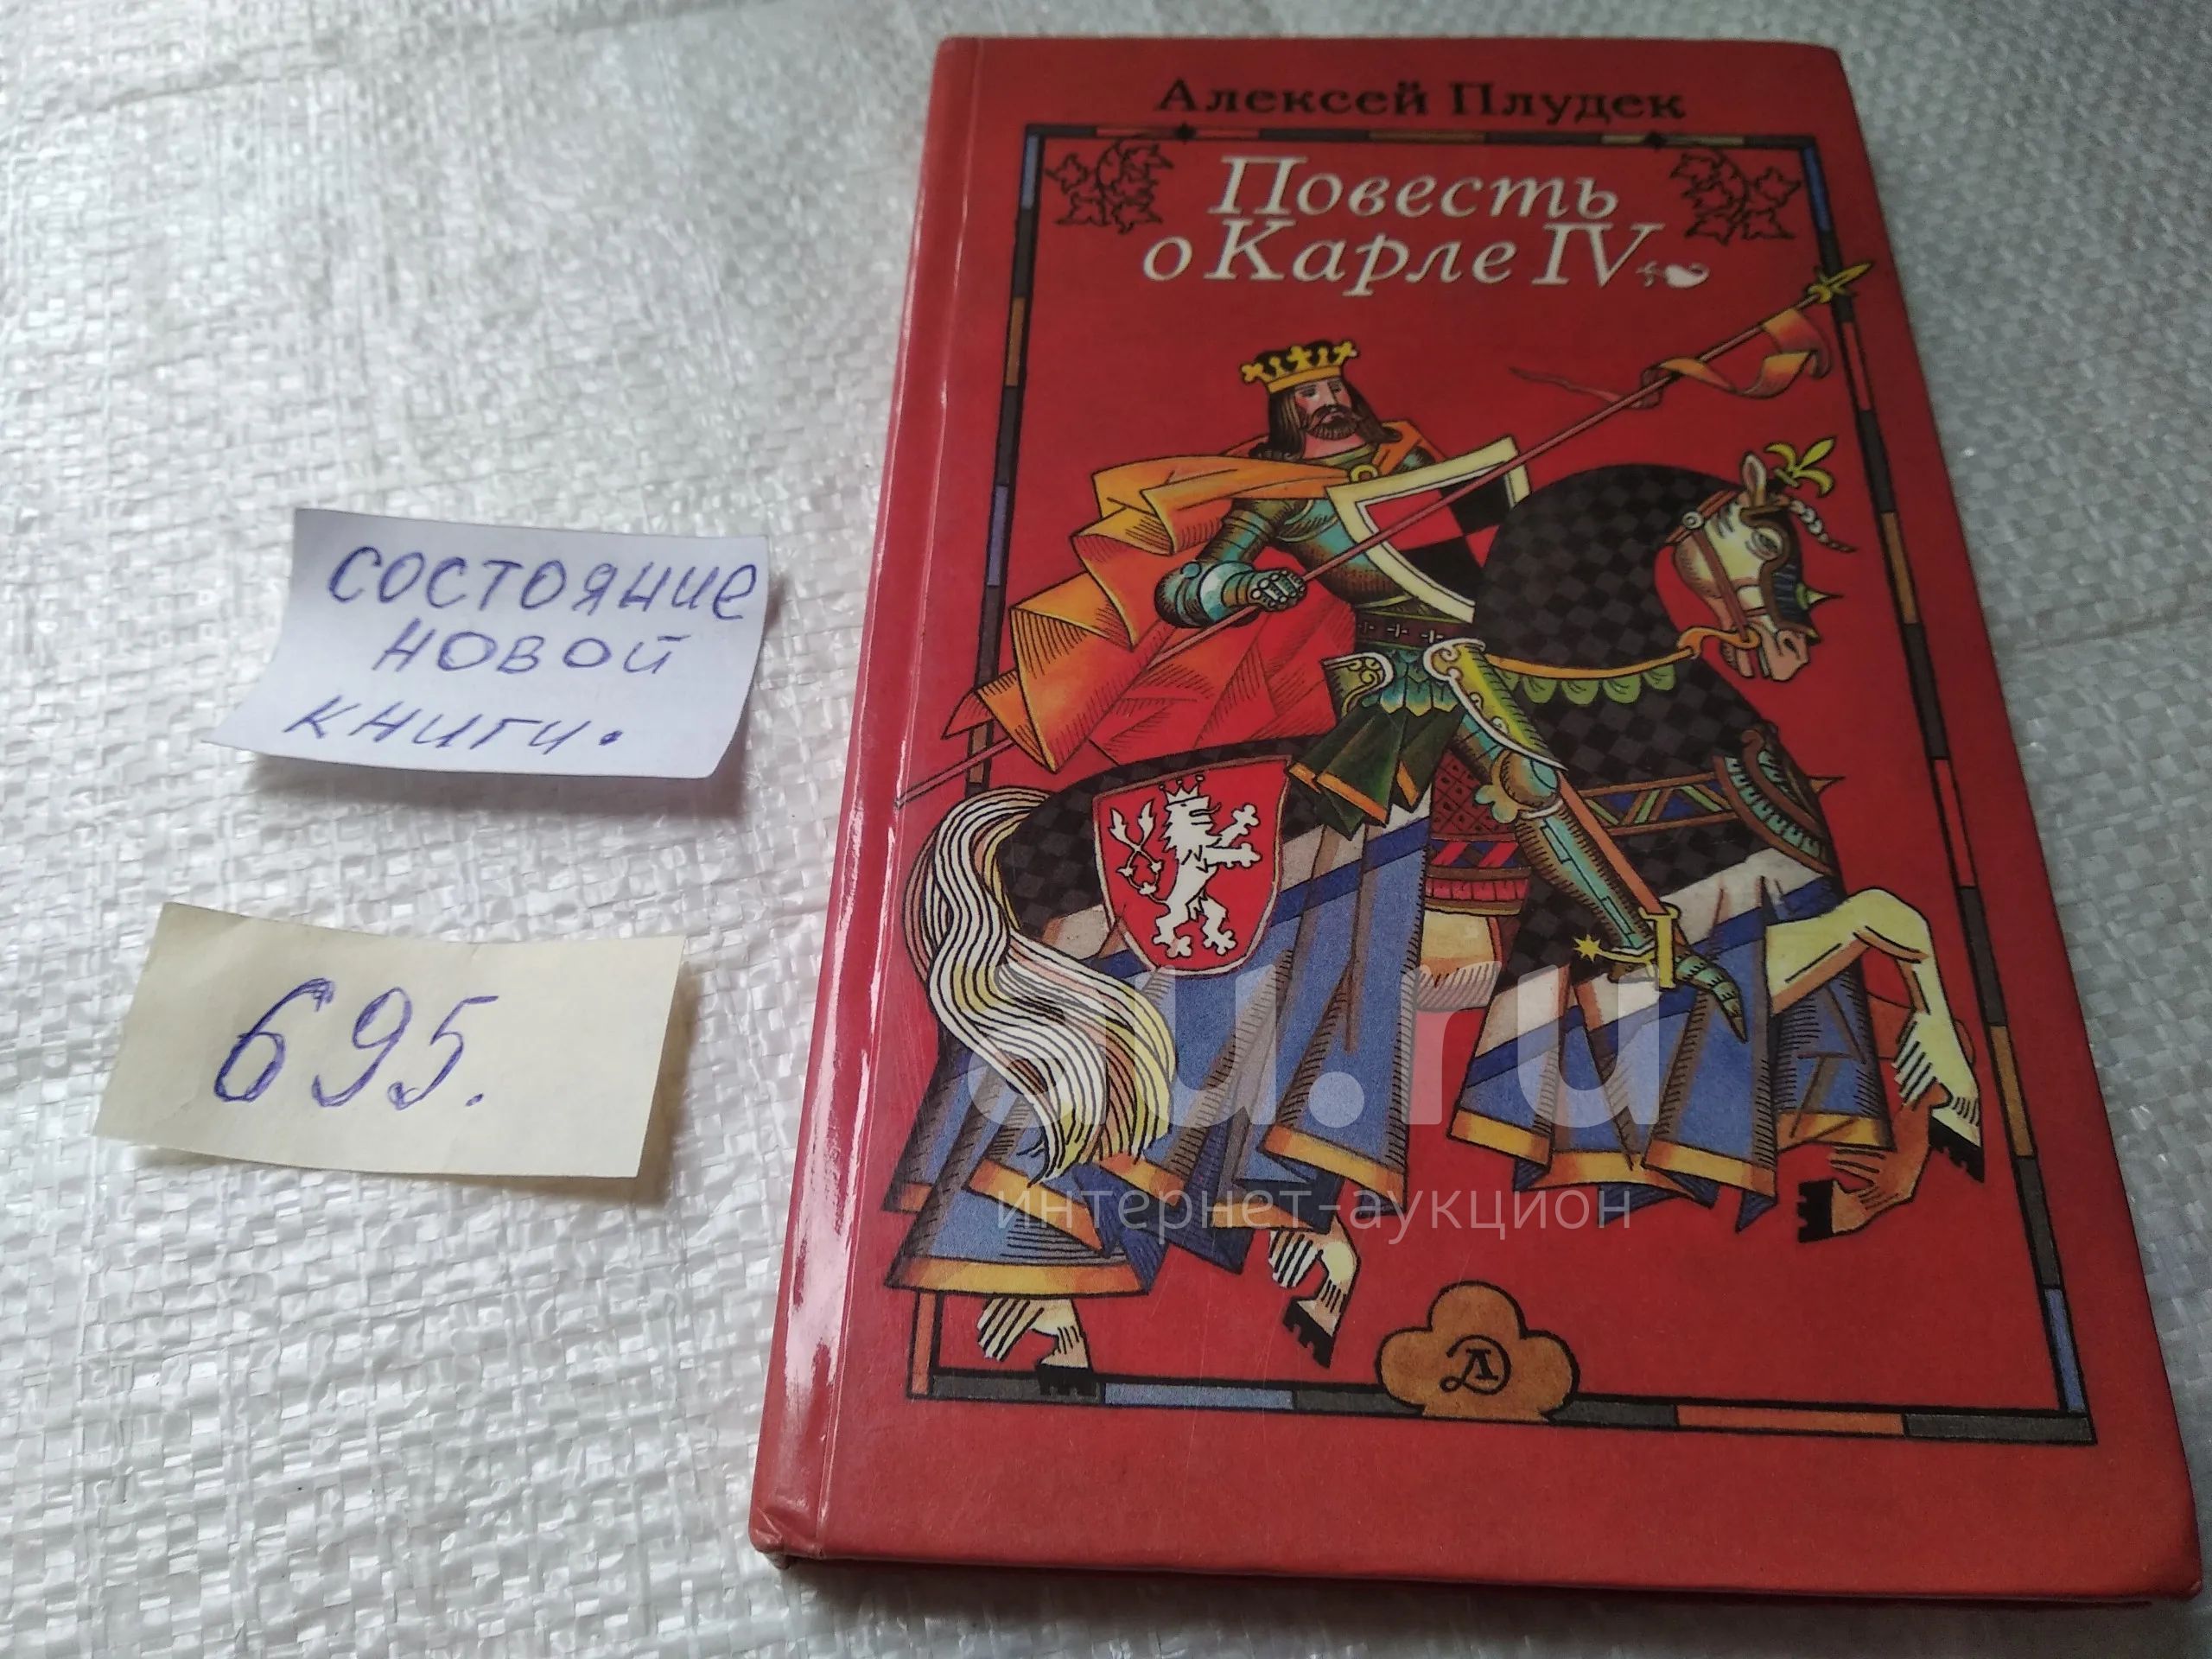 Алексей Плудек
Повесть
о Карле IV
состояние
новой
книги.
695.
au.ru
интернет-аукцион